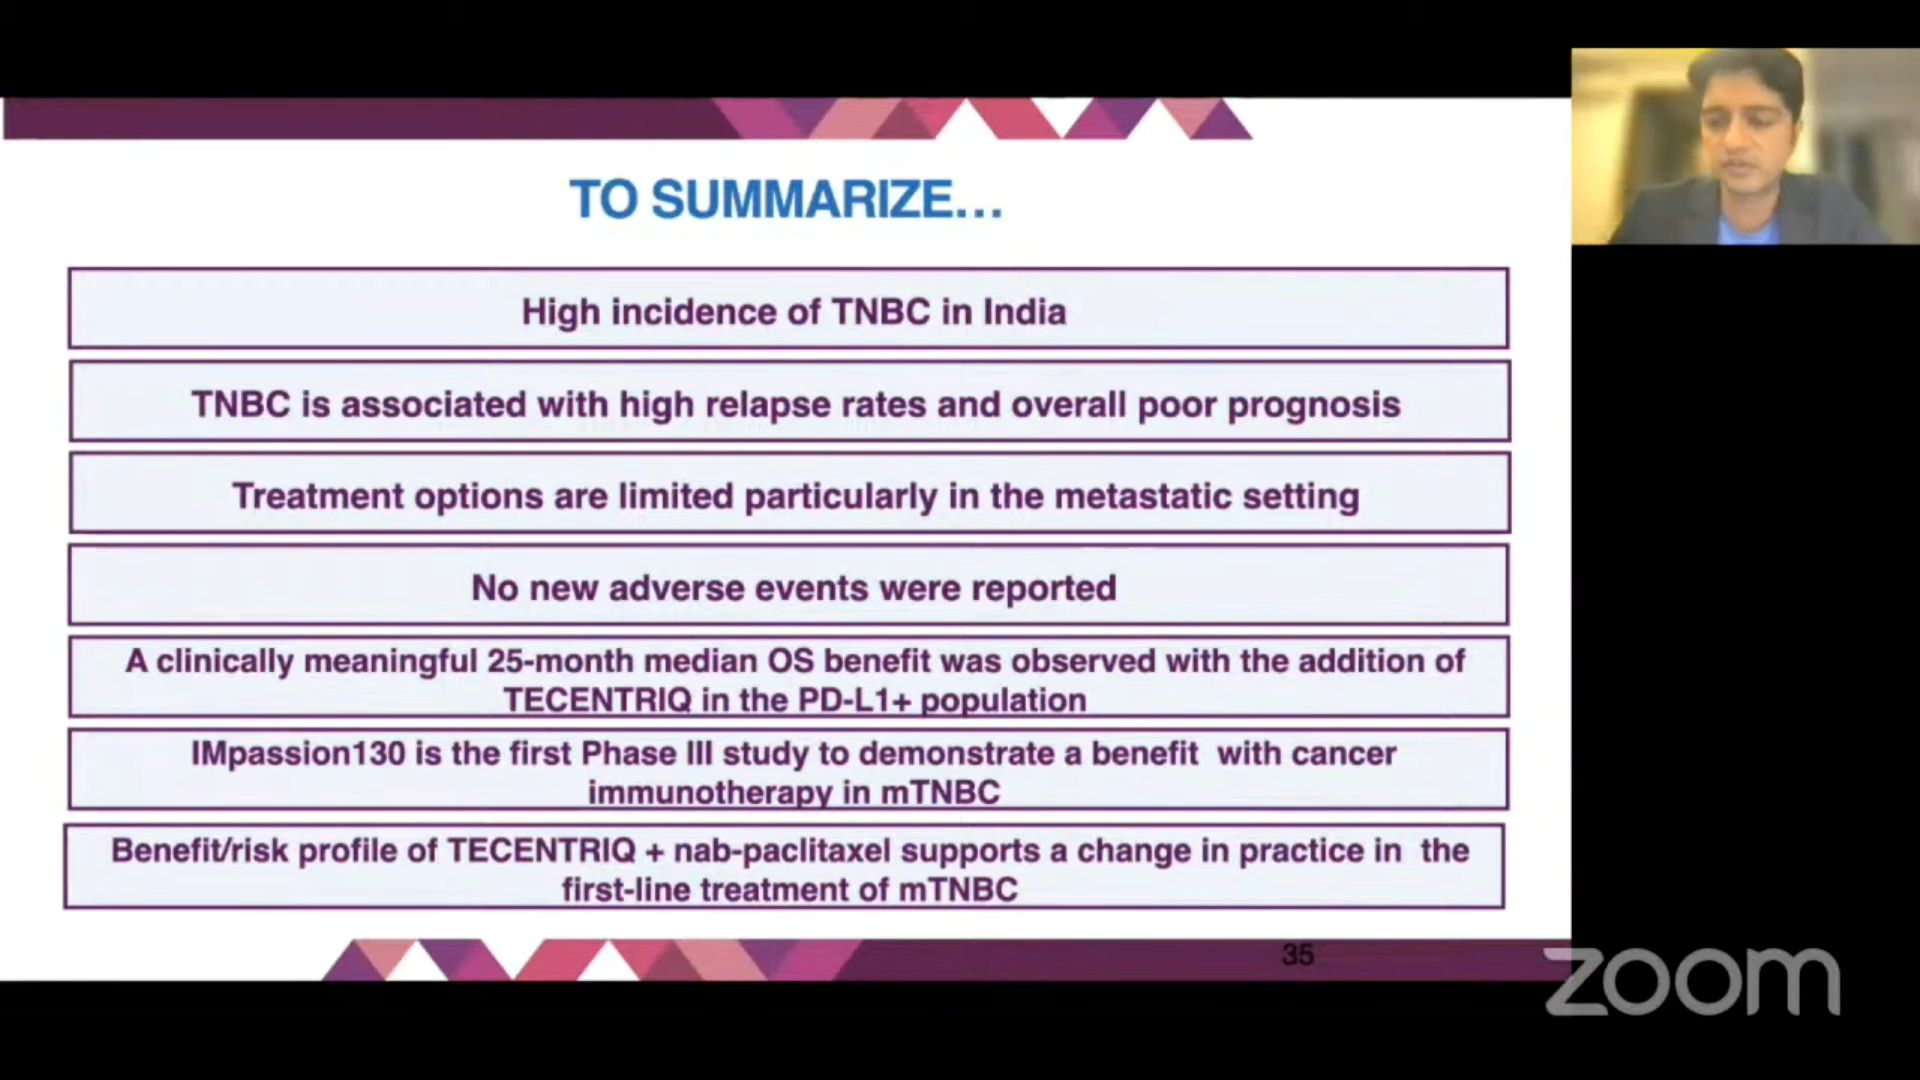 TO SUMMARIZE...
High incidence of TNBC in India
TNBC is associated with high relapse rates and overall poor prognosis
Treatment options are limited particularly in the metastatic setting
No new adverse events were reported
A clinically meaningful 25-month median OS benefit was observed with the addition of
TECENTRIQ in the PD-L1+ population
IMpassion130 is the first Phase III study to demonstrate a benefit with cancer
immunotherapy in mTNBC
Benefit/risk profile of TECENTRIQ + nab-paclitaxel supports a change in practice in the
first-line treatment of mTNBC
35
zoom